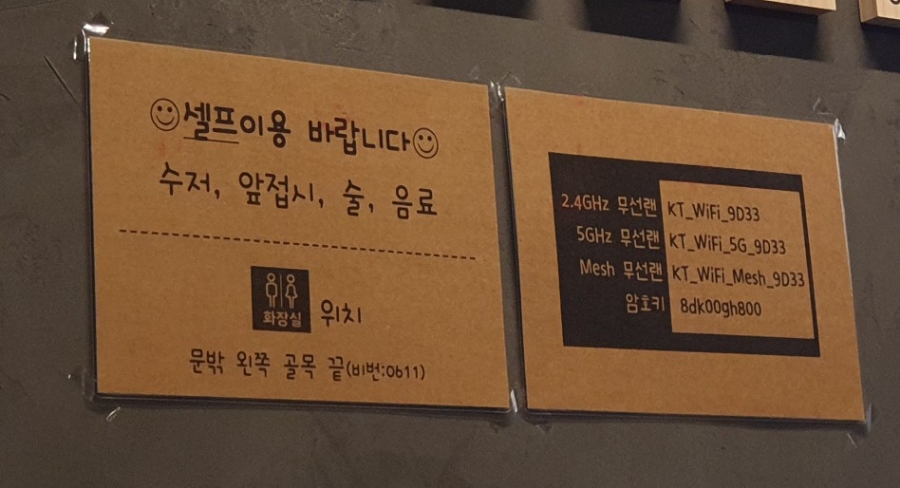 셀프이용 바랍니다
수저, 앞접시, 술, 음료
화장실 위치
문밖 왼쪽 골목 끝(비번:0611)
2.4GHz 무선랜 KT_WiFi_9D33
5GHz 무선랜 KT_WiFi_5G_9D33
Mesh 무선랜 KT_WiFi_Mesh_9D33
암호키 8dk00gh800